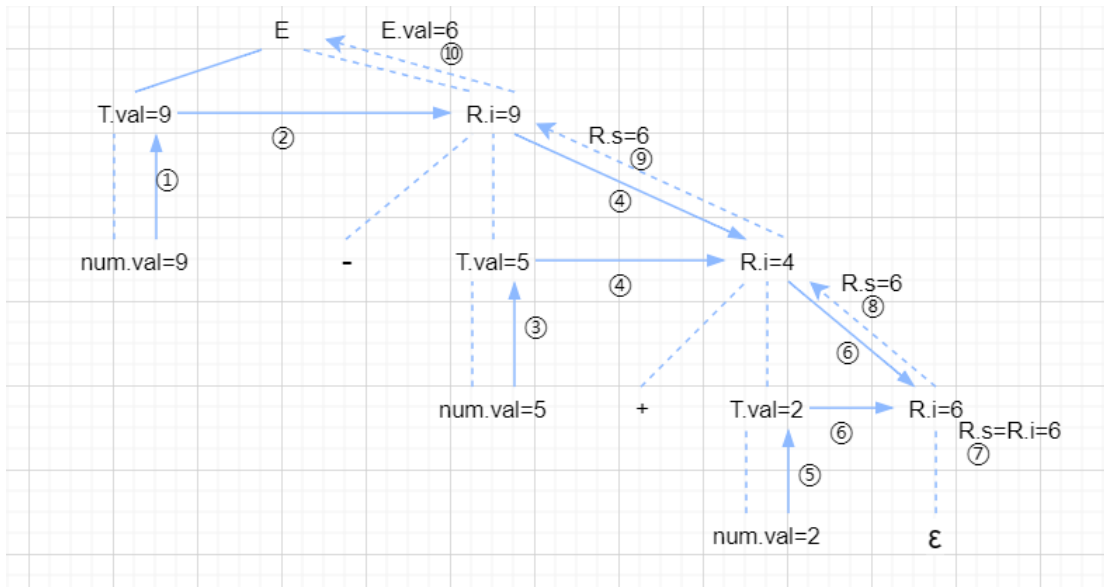 E
E.val=6
⑩
T.val=9
R.i=9
②
R.s=6
⑨
①
④
num.val=9
-
T.val=5
R.i=4
④
R.s=6
⑧
③
⑥
num.val=5
+
T.val=2
R.i=6
⑥
R.s=R.i=6
⑦
⑤
num.val=2
ε